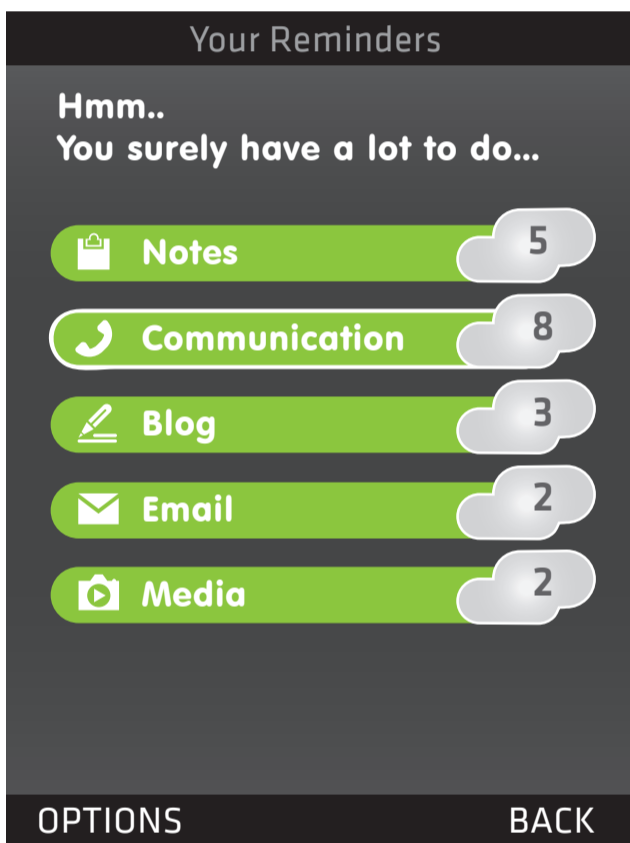 Your Reminders
Hmm..
You surely have a lot to do...
Notes 5
Communication 8
Blog 3
Email 2
Media 2
OPTIONS BACK